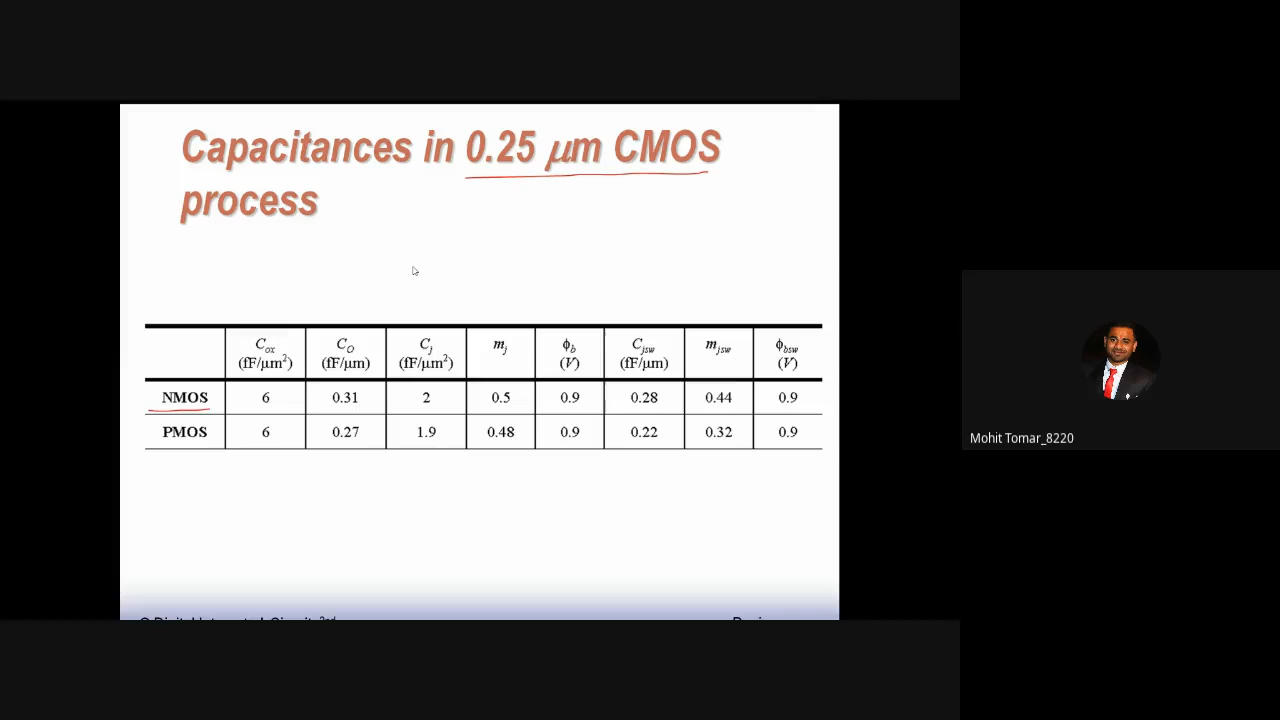 Capacitances in 0.25 μm CMOS
process
C_ox (fF/μm²) C_O (fF/μm) C_j (fF/μm²) m_j ϕ_b (V) C_jsw (fF/μm) m_jsw ϕ_bsw (V)
NMOS 6 0.31 2 0.5 0.9 0.28 0.44 0.9
PMOS 6 0.27 1.9 0.48 0.9 0.22 0.32 0.9
Mohit Tomar_8220